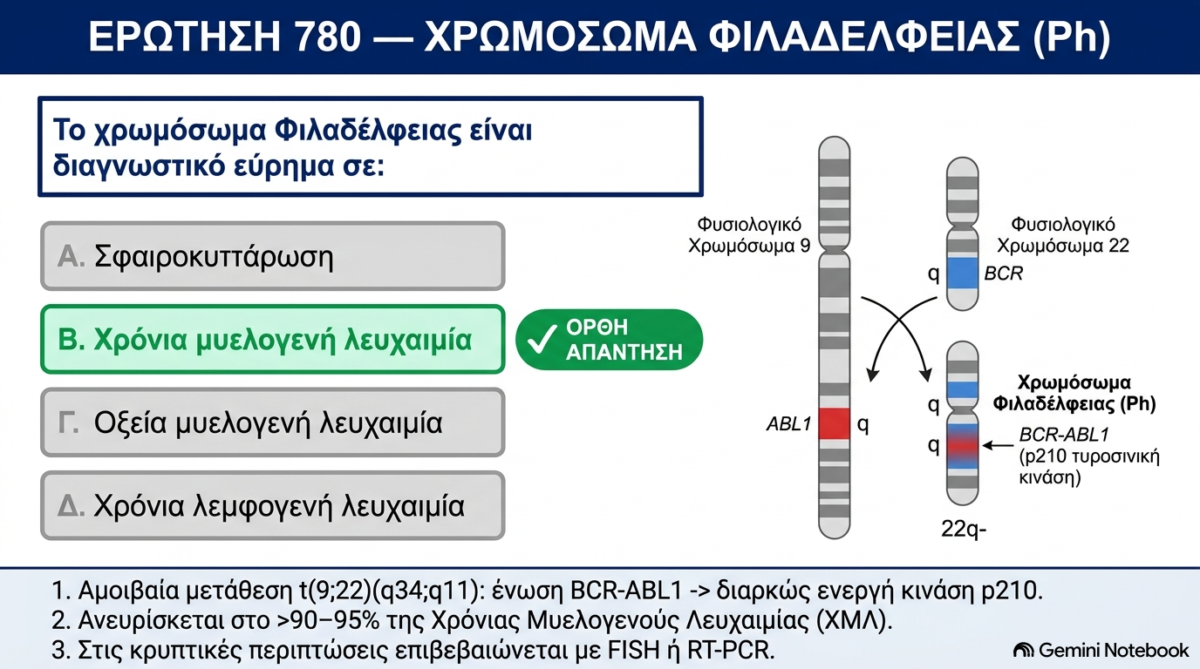 ΕΡΩΤΗΣΗ 780 — ΧΡΩΜΟΣΩΜΑ ΦΙΛΑΔΕΛΦΕΙΑΣ (Ph)
Το χρωμόσωμα Φιλαδέλφειας είναι
διαγνωστικό εύρημα σε:
Α. Σφαιροκυττάρωση
Β. Χρόνια μυελογενή λευχαιμία
ΟΡΘΗ
ΑΠΑΝΤΗΣΗ
Γ. Οξεία μυελογενή λευχαιμία
Δ. Χρόνια λεμφογενή λευχαιμία
Φυσιολογικό
Χρωμόσωμα 9
Φυσιολογικό
Χρωμόσωμα 22
q
BCR
ABL1
q
Χρωμόσωμα
Φιλαδέλφειας (Ph)
q
q
BCR-ABL1
(p210 τυροσινική
κινάση)
22q-
1. Αμοιβαία μετάθεση t(9;22)(q34;q11): ένωση BCR-ABL1 -> διαρκώς ενεργή κινάση p210.
2. Ανευρίσκεται στο >90–95% της Χρόνιας Μυελογενούς Λευχαιμίας (ΧΜΛ).
3. Στις κρυπτικές περιπτώσεις επιβεβαιώνεται με FISH ή RT-PCR.
Gemini Notebook